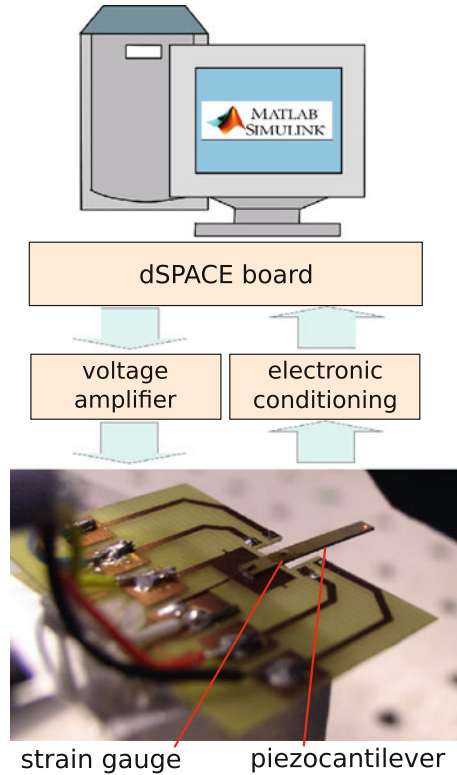 MATLAB
SIMULINK
dSPACE board
voltage
amplifier
electronic
conditioning
strain gauge
piezocantilever